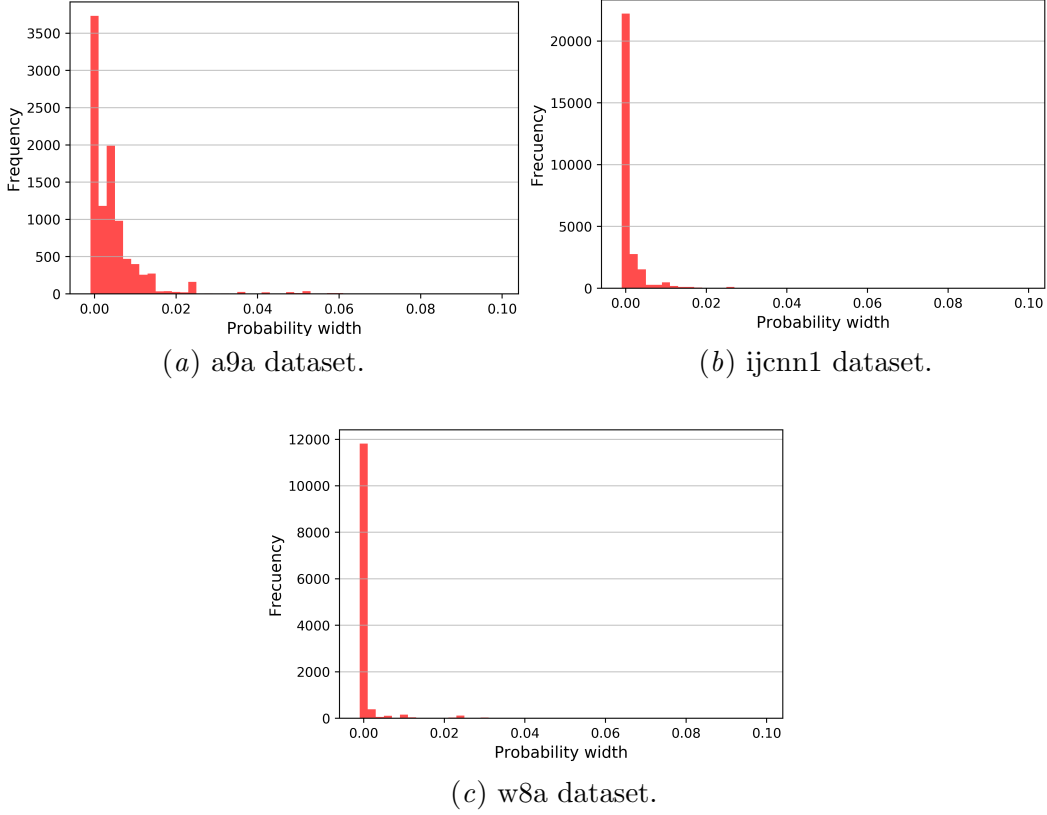 3500
3000
2500
2000
1500
1000
500
0
Frequency
0.00 0.02 0.04 0.06 0.08 0.10
Probability width
(a) a9a dataset.
20000
15000
10000
5000
0
Frecuency
0.00 0.02 0.04 0.06 0.08 0.10
Probability width
(b) ijcnn1 dataset.
12000
10000
8000
6000
4000
2000
0
Frecuency
0.00 0.02 0.04 0.06 0.08 0.10
Probability width
(c) w8a dataset.